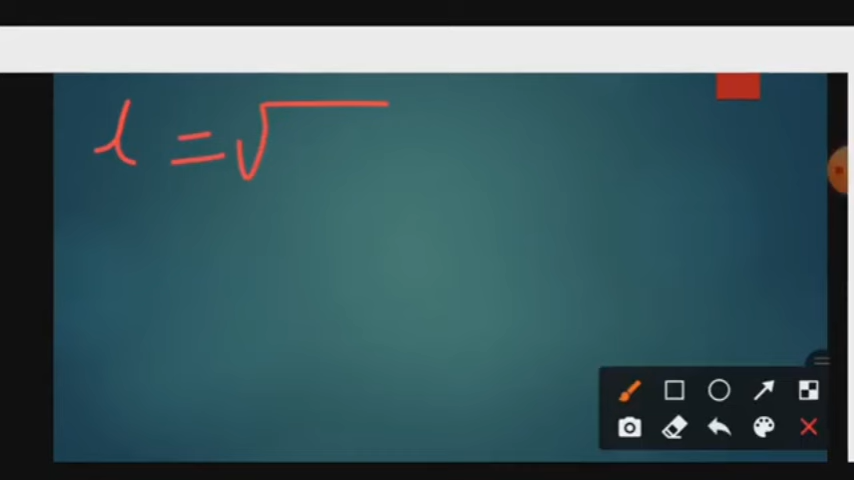 l = √